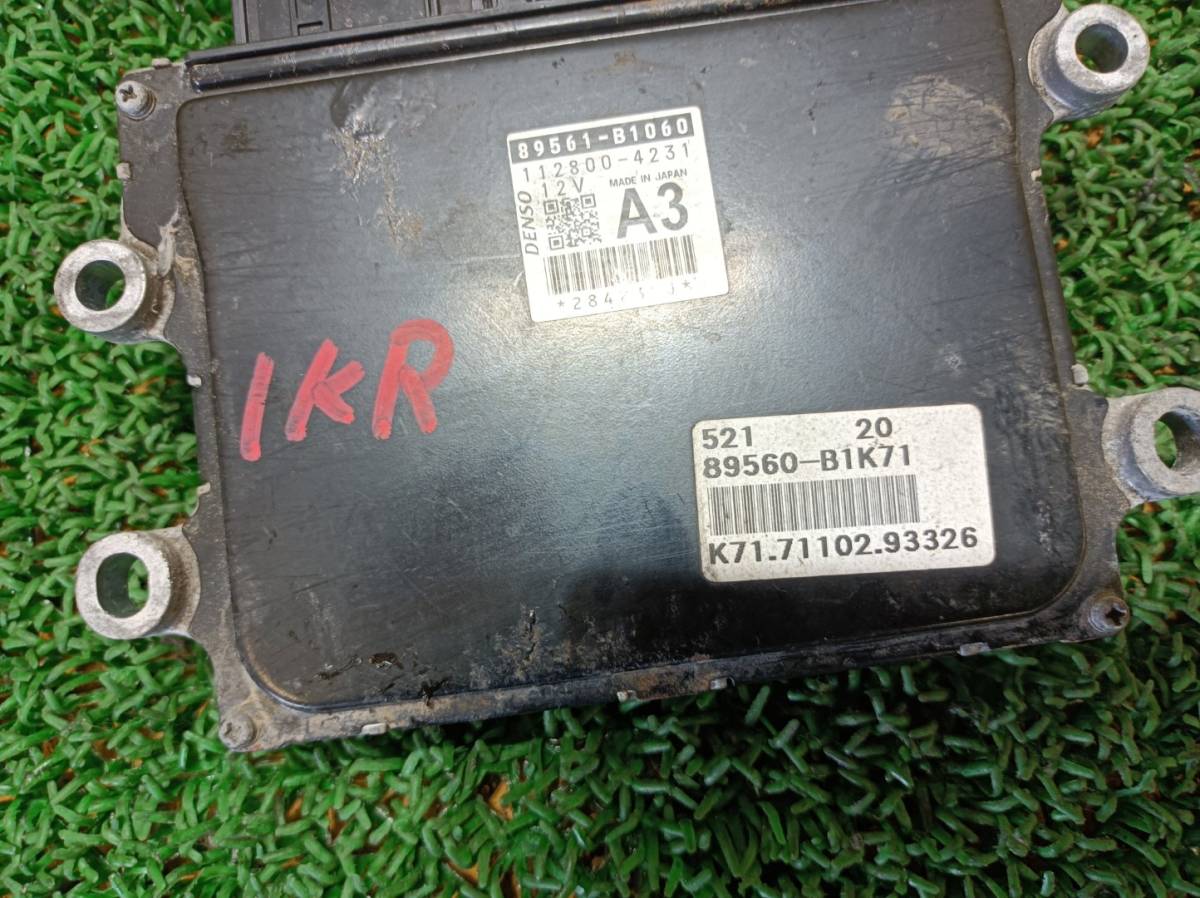 89561-B1060
112800-4231
12V MADE IN JAPAN
DENSO
A3
1KR
521 20
89560-B1K71
K71.71102.93326